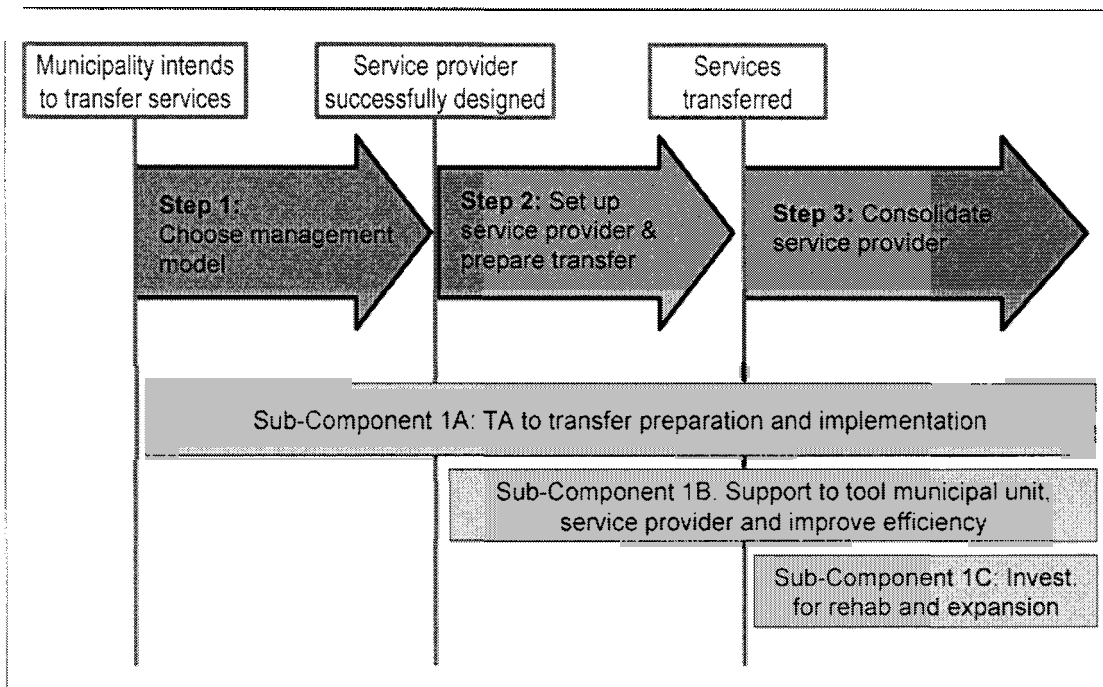 Municipality intends
to transfer services
Service provider
successfully designed
Services
transferred
Step 1:
Choose management
model
Step 2: Set up
service provider &
prepare transfer
Step 3: Consolidate
service provider
Sub-Component 1A: TA to transfer preparation and implementation
Sub-Component 1B. Support to tool municipal unit,
service provider and improve efficiency
Sub-Component 1C: Invest.
for rehab and expansion